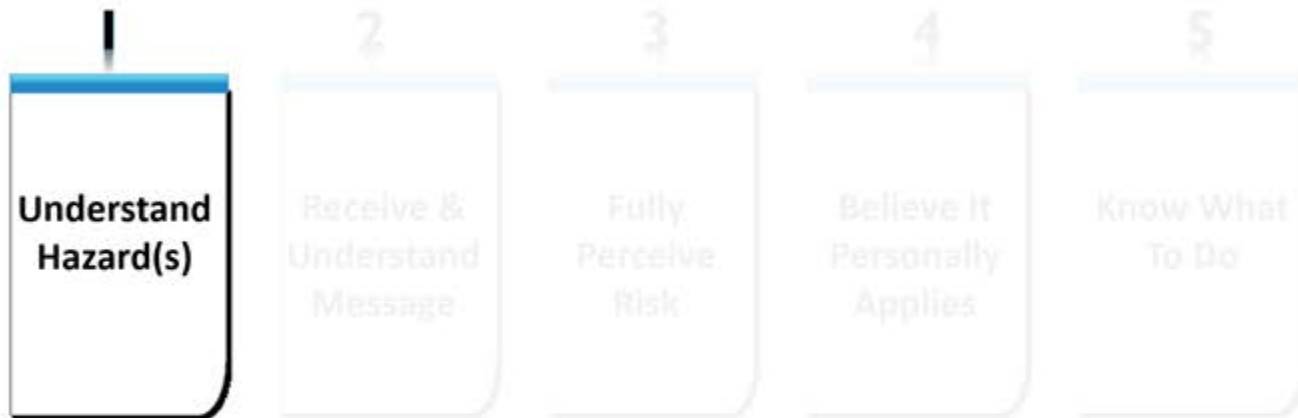 1
Understand
Hazard(s)
2
Receive &
Understand
Message
3
Fully
Perceive
Risk
4
Believe It
Personally
Applies
5
Know What
To Do